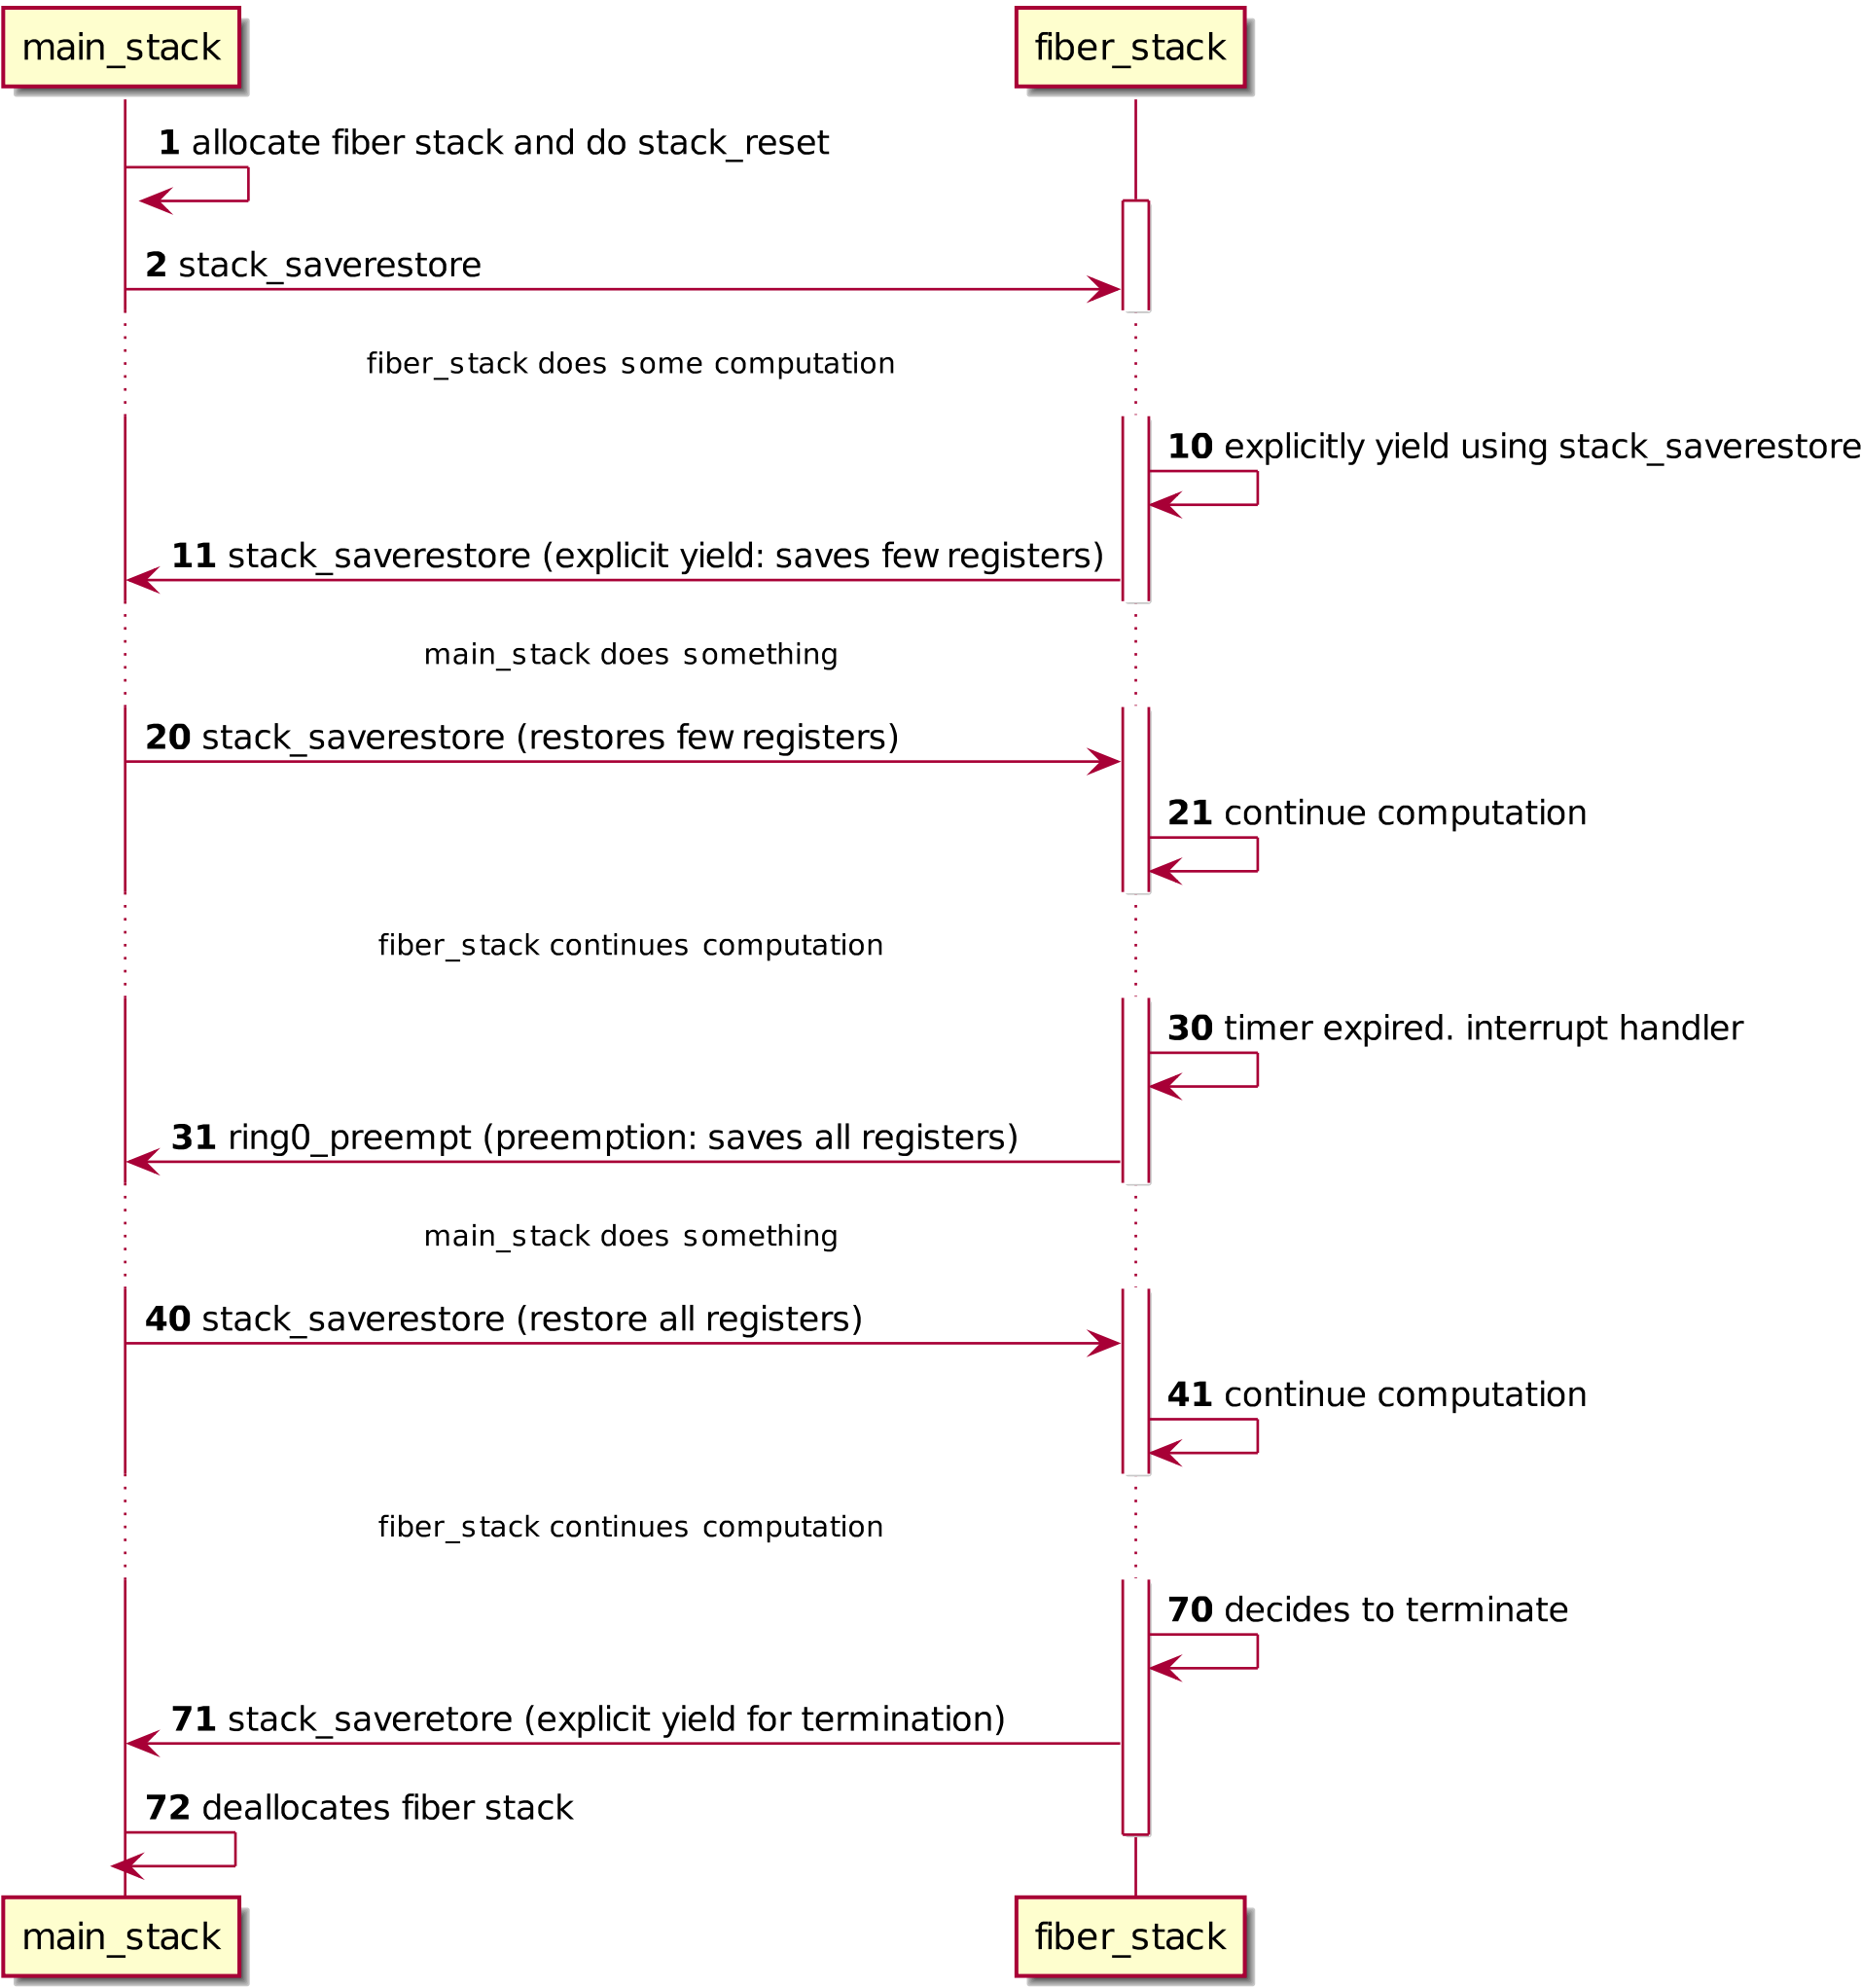 main_stack
fiber_stack
1 allocate fiber stack and do stack_reset
2 stack_saverestore
fiber_stack does some computation
10 explicitly yield using stack_saverestore
11 stack_saverestore (explicit yield: saves few registers)
main_stack does something
20 stack_saverestore (restores few registers)
21 continue computation
fiber_stack continues computation
30 timer expired. interrupt handler
31 ring0_preempt (preemption: saves all registers)
main_stack does something
40 stack_saverestore (restore all registers)
41 continue computation
fiber_stack continues computation
70 decides to terminate
71 stack_saveretore (explicit yield for termination)
72 deallocates fiber stack
main_stack
fiber_stack